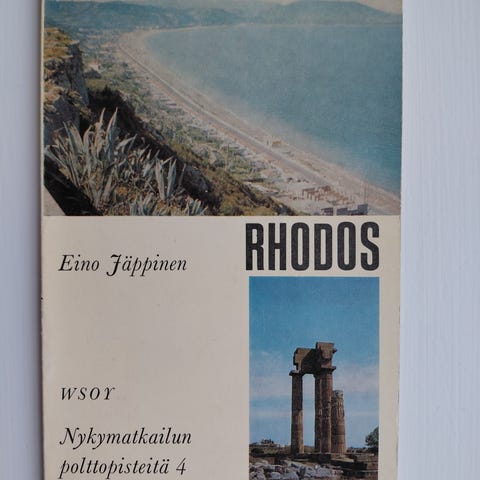 Eino Jäppinen
RHODOS
WSOY
Nykymatkailun
polttopisteitä 4